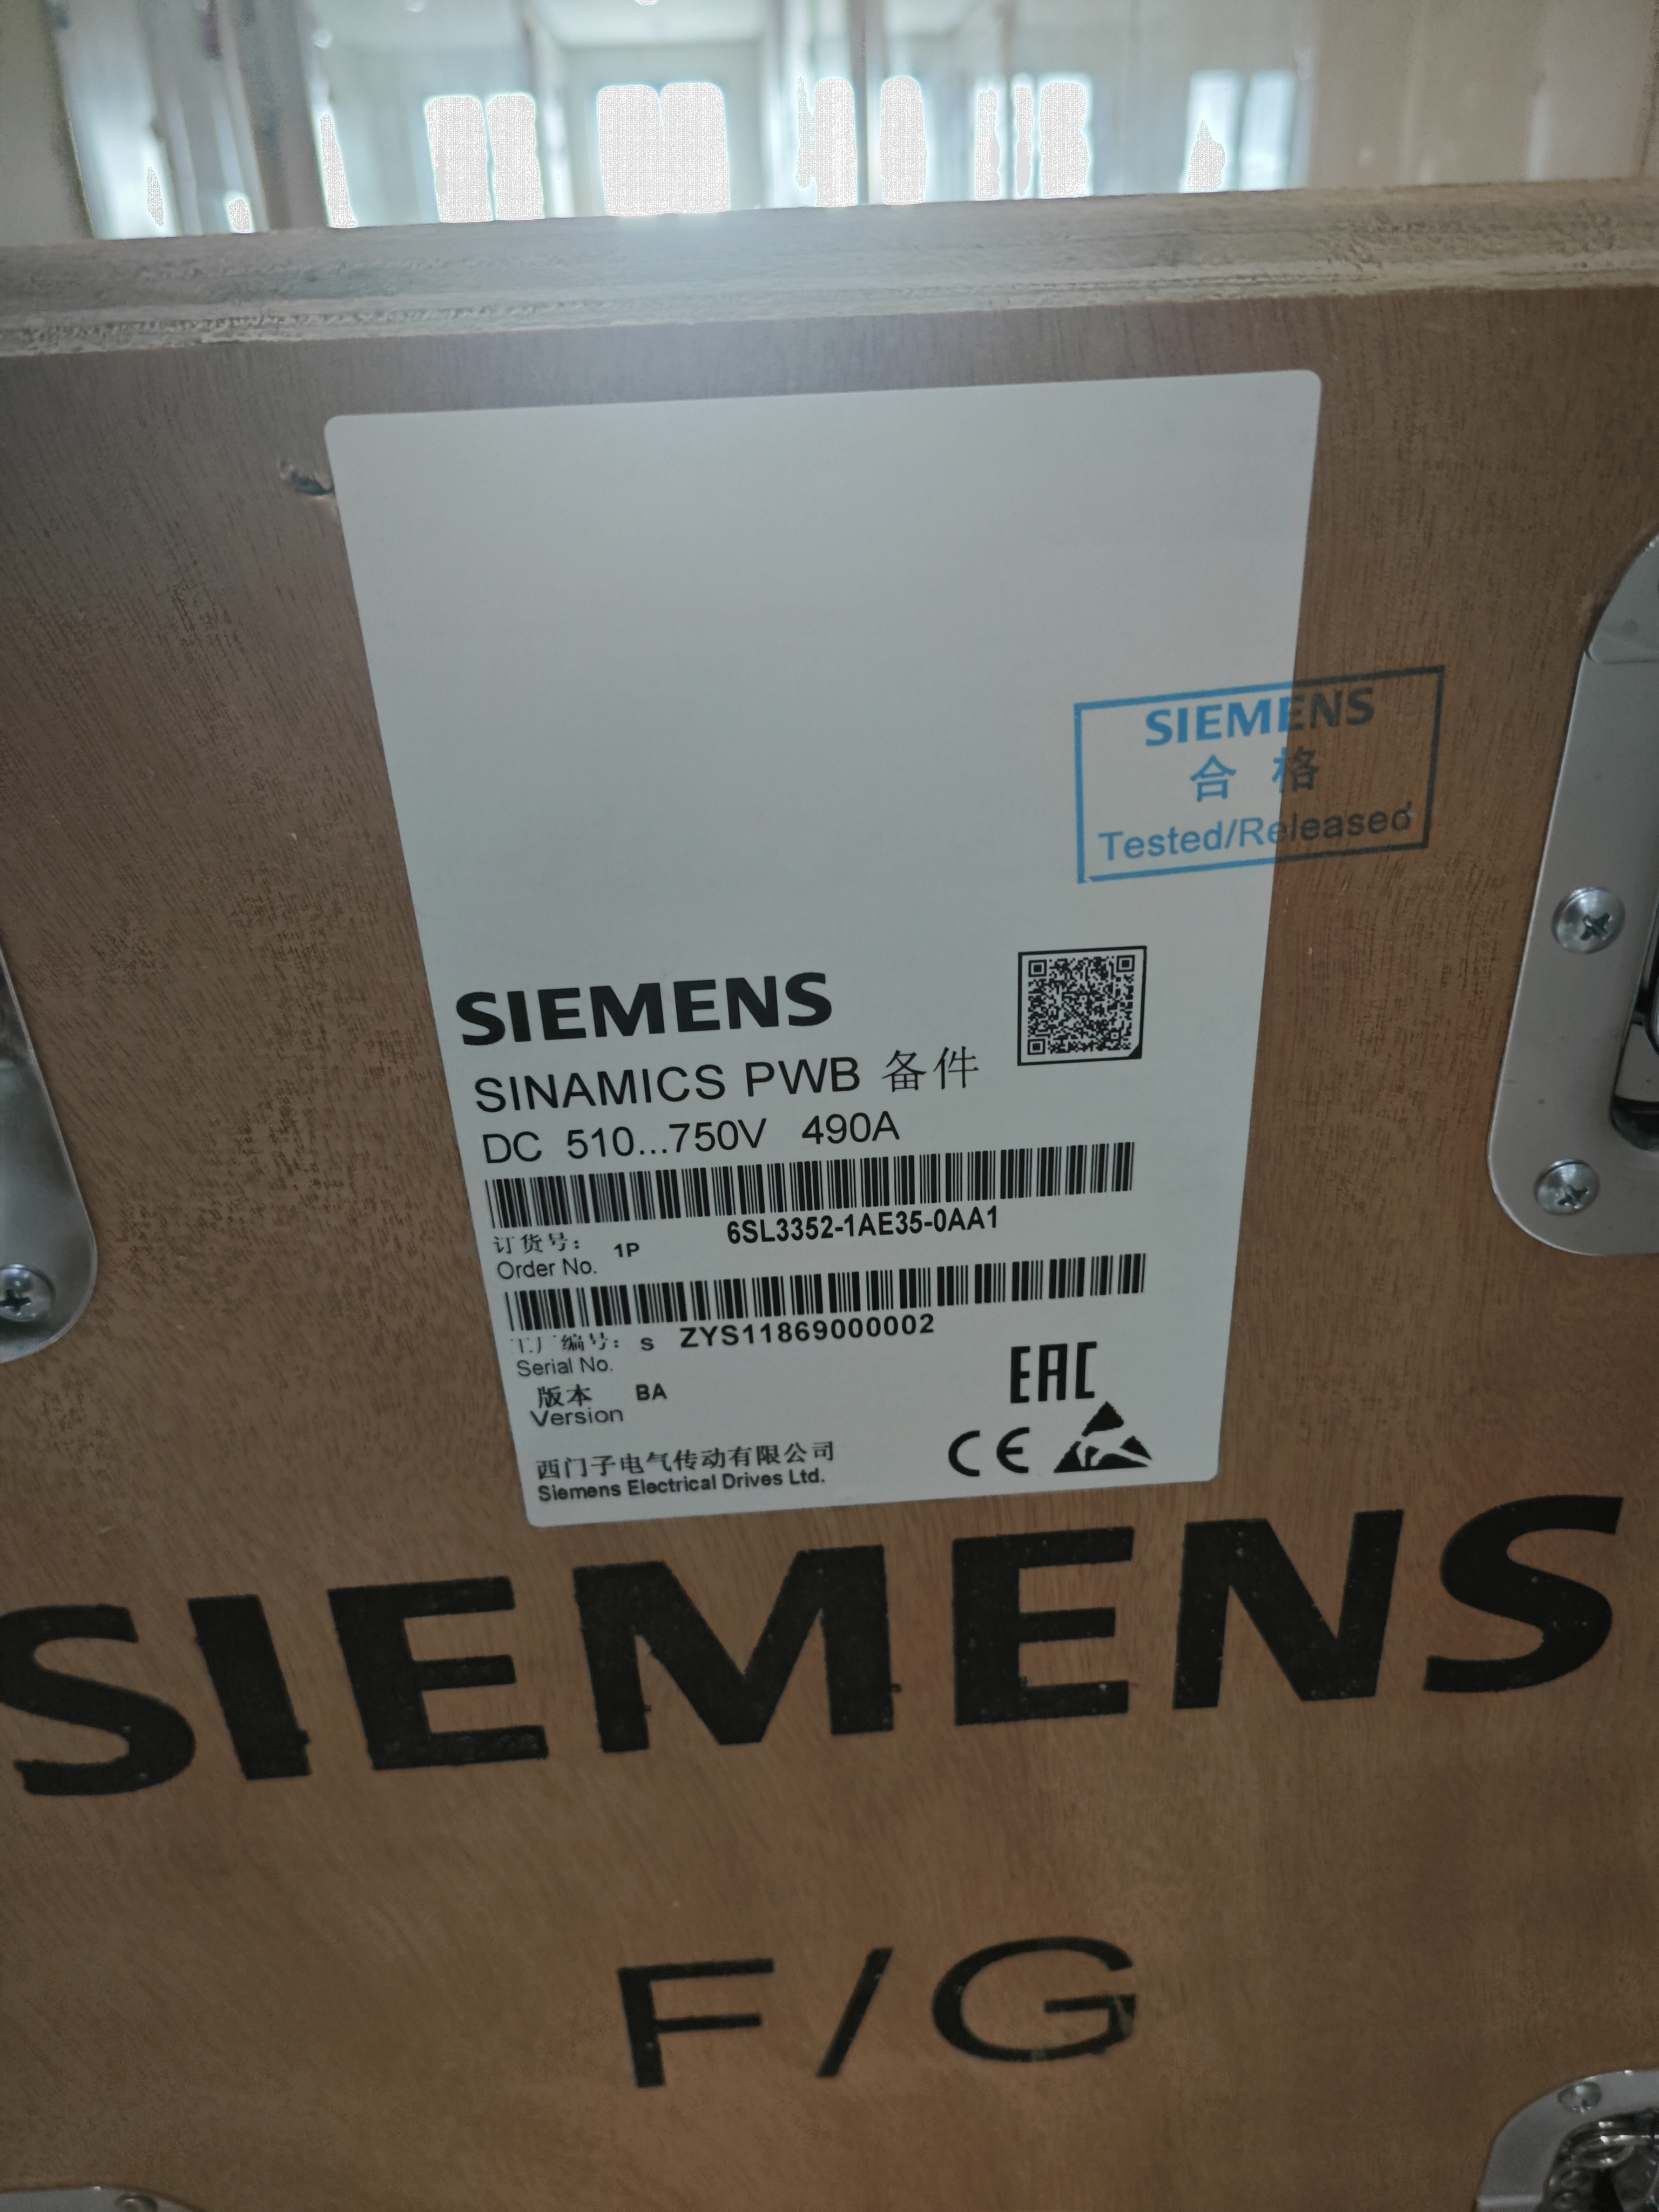 SIEMENS
合格
Tested/Released
SIEMENS
SINAMICS PWB 备件
DC 510...750V 490A
订货号: 1P 6SL3352-1AE35-0AA1
Order No.
工厂编号: S ZYS11869000002
Serial No.
版本 BA
Version
EAC
西门子电气传动有限公司
Siemens Electrical Drives Ltd.
CE
SIEMENS
F/G